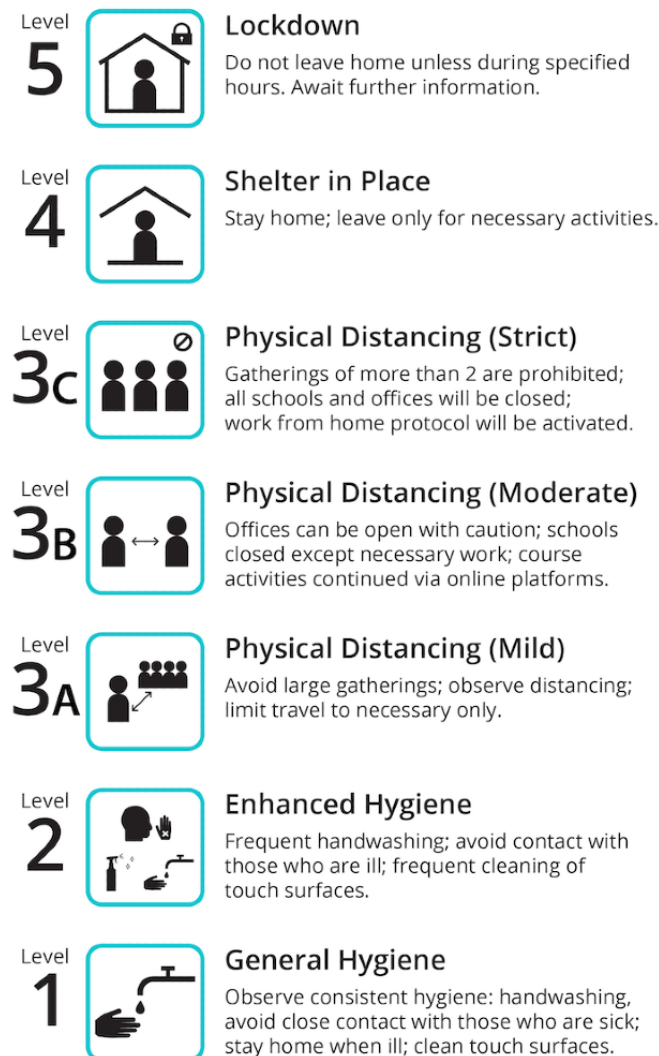 Level
5
Lockdown
Do not leave home unless during specified
hours. Await further information.
Level
4
Shelter in Place
Stay home; leave only for necessary activities.
Level
3C
Physical Distancing (Strict)
Gatherings of more than 2 are prohibited;
all schools and offices will be closed;
work from home protocol will be activated.
Level
3B
Physical Distancing (Moderate)
Offices can be open with caution; schools
closed except necessary work; course
activities continued via online platforms.
Level
3A
Physical Distancing (Mild)
Avoid large gatherings; observe distancing;
limit travel to necessary only.
Level
2
Enhanced Hygiene
Frequent handwashing; avoid contact with
those who are ill; frequent cleaning of
touch surfaces.
Level
1
General Hygiene
Observe consistent hygiene: handwashing,
avoid close contact with those who are sick;
stay home when ill; clean touch surfaces.